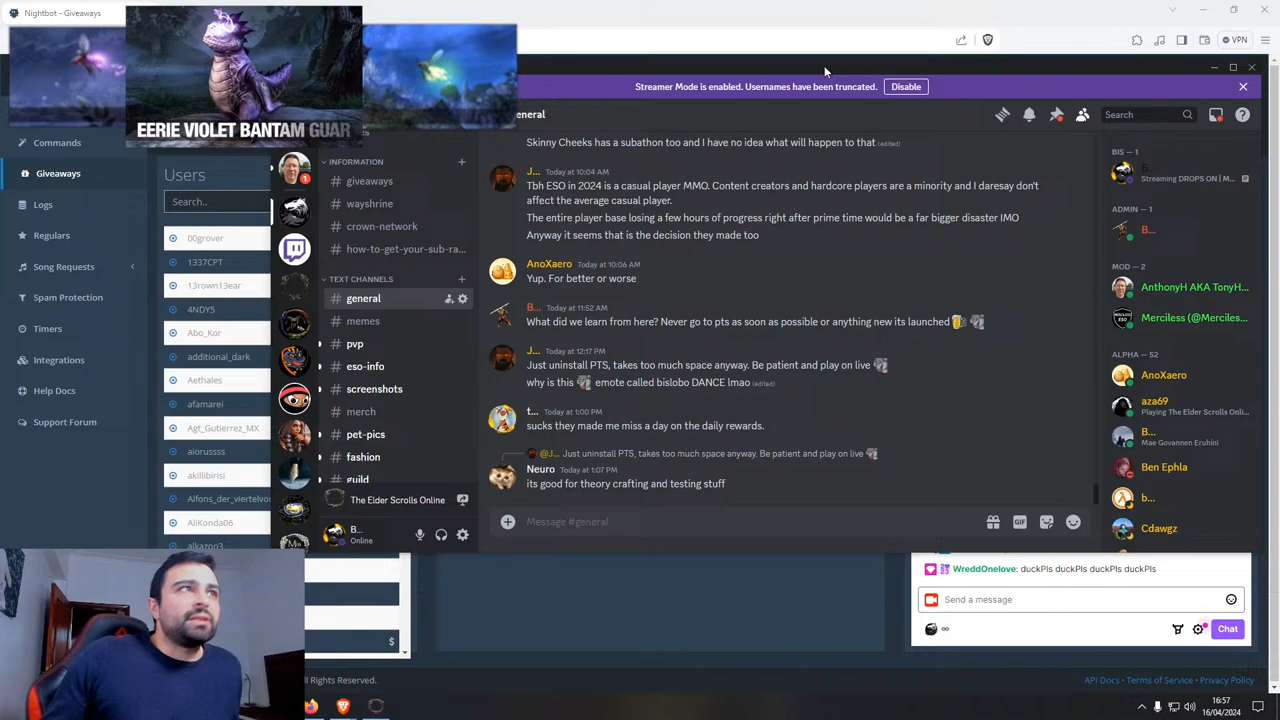 Nightbot - Giveaways
VPN
EERIE VIOLET BANTAM GUAR
Streamer Mode is enabled. Usernames have been truncated.
Disable
Commands
Giveaways
Logs
Regulars
Song Requests
Spam Protection
Timers
Integrations
Help Docs
Support Forum
Users
Search..
00grover
1337CPT
13rown13ear
4NDY5
Abo_Kor
additional_dark
Aethales
afamarei
Agt_Gutierrez_MX
aiorussss
akillibirisi
Alfons_der_viertelvo
AliKonda06
alkazon3
1
INFORMATION
giveaways
wayshrine
crown-network
how-to-get-your-sub-ra...
TEXT CHANNELS
general
memes
pvp
eso-info
screenshots
merch
pet-pics
fashion
guild
The Elder Scrolls Online
B...
Online
eneral
Search
Skinny Cheeks has a subathon too and I have no idea what will happen to that (edited)
J... Today at 10:04 AM
Tbh ESO in 2024 is a casual player MMO. Content creators and hardcore players are a minority and I daresay don't
affect the average casual player.
The entire player base losing a few hours of progress right after prime time would be a far bigger disaster IMO
Anyway it seems that is the decision they made too
AnoXaero Today at 10:06 AM
Yup. For better or worse
B... Today at 11:52 AM
What did we learn from here? Never go to pts as soon as possible or anything new its launched
J... Today at 12:17 PM
Just uninstall PTS, takes too much space anyway. Be patient and play on live
why is this emote called bislobo DANCE lmao (edited)
t... Today at 1:00 PM
sucks they made me miss a day on the daily rewards.
@J... Just uninstall PTS, takes too much space anyway. Be patient and play on live
Neuro Today at 1:07 PM
its good for theory crafting and testing stuff
Message #general
GIF
BIS — 1
B...
Streaming DROPS ON | M...
ADMIN — 1
B...
MOD — 2
AnthonyH AKA TonyH...
Merciless (@Merciles...
ALPHA — 52
AnoXaero
aza69
Playing The Elder Scrolls Onli...
B...
Mae Govannen Eruhíni
Ben Ephla
b...
Cdawgz
WreddOnelove: duckPls duckPls duckPls duckPls
Send a message
∞
Chat
$
l Rights Reserved.
API Docs - Terms of Service - Privacy Policy
16:57
16/04/2024